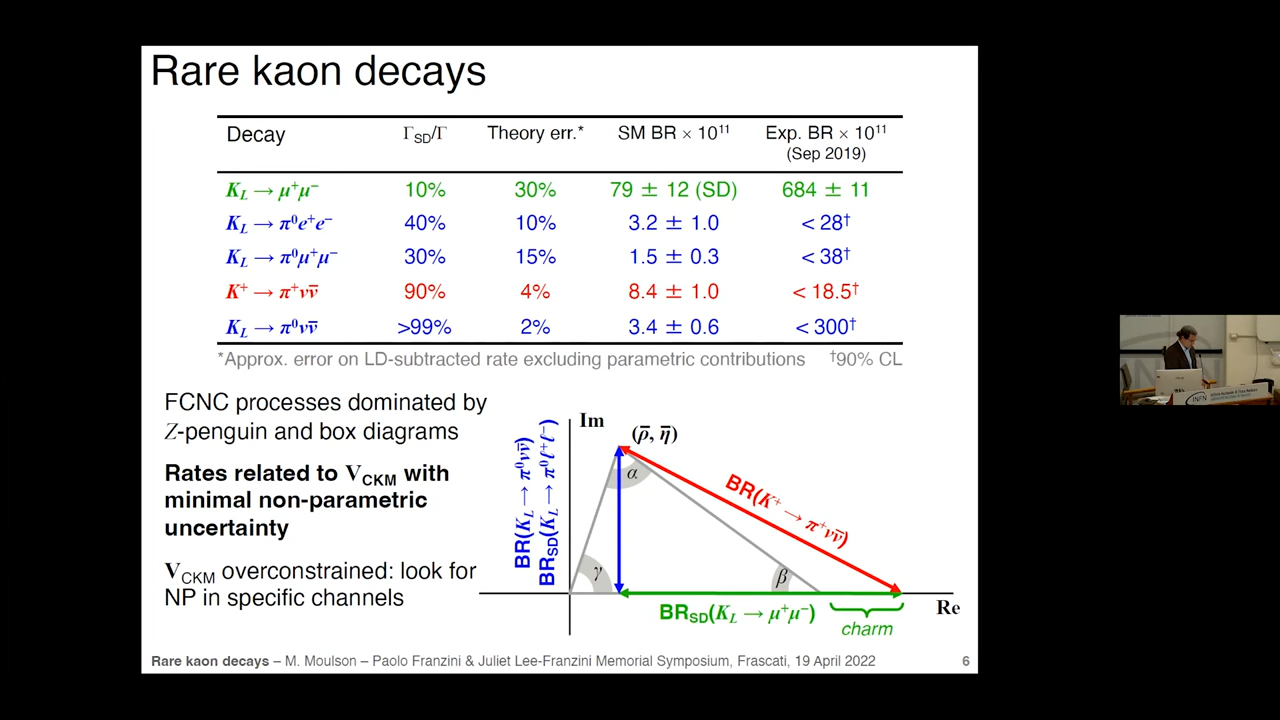 Rare kaon decays
Decay Γ_SD/Γ Theory err.* SM BR × 10¹¹ Exp. BR × 10¹¹
(Sep 2019)
K_L → μ⁺μ⁻ 10% 30% 79 ± 12 (SD) 684 ± 11
K_L → π⁰e⁺e⁻ 40% 10% 3.2 ± 1.0 < 28†
K_L → π⁰μ⁺μ⁻ 30% 15% 1.5 ± 0.3 < 38†
K⁺ → π⁺νν̄ 90% 4% 8.4 ± 1.0 < 18.5†
K_L → π⁰νν̄ >99% 2% 3.4 ± 0.6 < 300†
*Approx. error on LD-subtracted rate excluding parametric contributions †90% CL
FCNC processes dominated by
Z-penguin and box diagrams
Rates related to V_CKM with
minimal non-parametric
uncertainty
V_CKM overconstrained: look for
NP in specific channels
Im
(ρ̄, η̄)
BR(K_L → π⁰νν̄)
BR_SD(K_L → π⁰ℓ⁺ℓ⁻)
α
BR(K⁺ → π⁺νν̄)
γ
β
BR_SD(K_L → μ⁺μ⁻)
Re
charm
Rare kaon decays – M. Moulson – Paolo Franzini & Juliet Lee-Franzini Memorial Symposium, Frascati, 19 April 2022 6
INFN